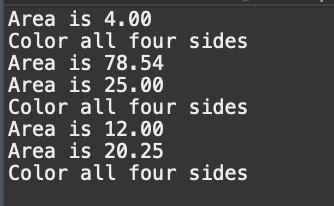 Area is 4.00
Color all four sides
Area is 78.54
Area is 25.00
Color all four sides
Area is 12.00
Area is 20.25
Color all four sides